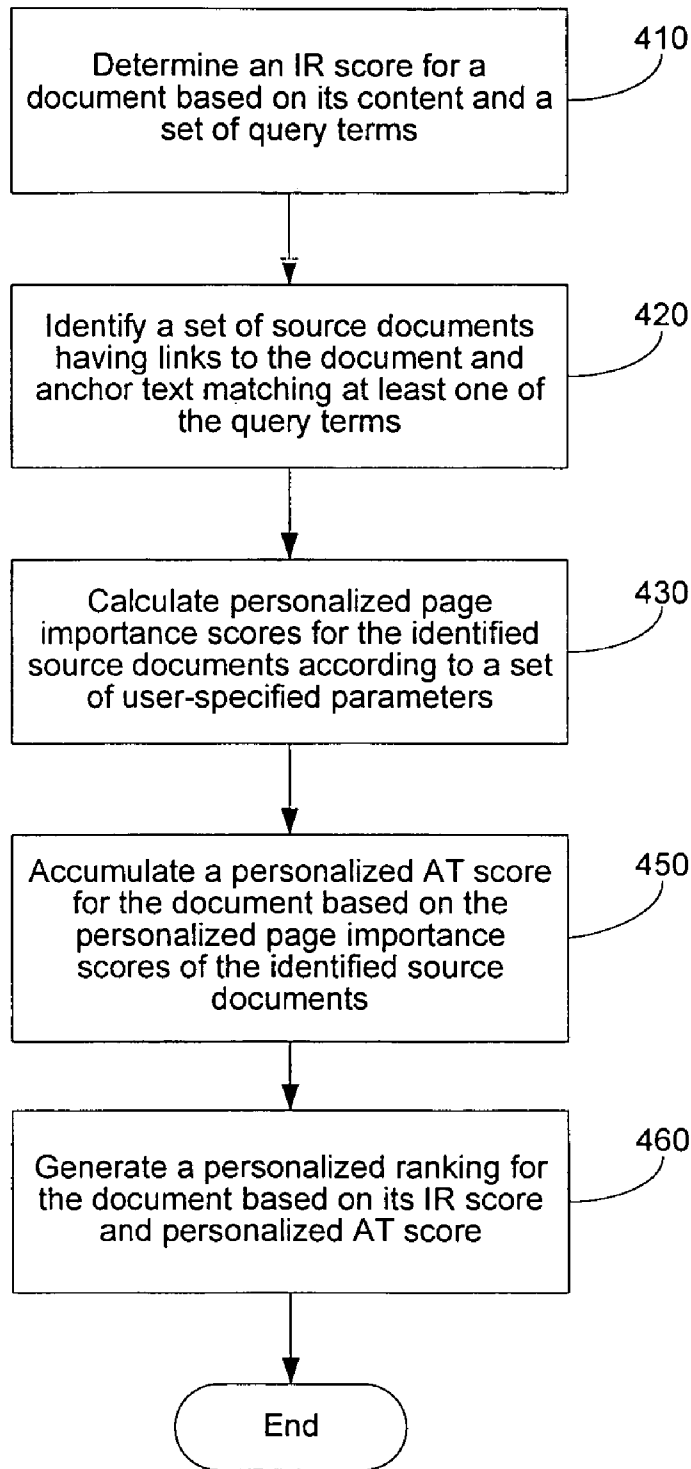 Determine an IR score for a
document based on its content and a
set of query terms
410
Identify a set of source documents
having links to the document and
anchor text matching at least one of
the query terms
420
Calculate personalized page
importance scores for the identified
source documents according to a set
of user-specified parameters
430
Accumulate a personalized AT score
for the document based on the
personalized page importance
scores of the identified source
documents
450
Generate a personalized ranking for
the document based on its IR score
and personalized AT score
460
End